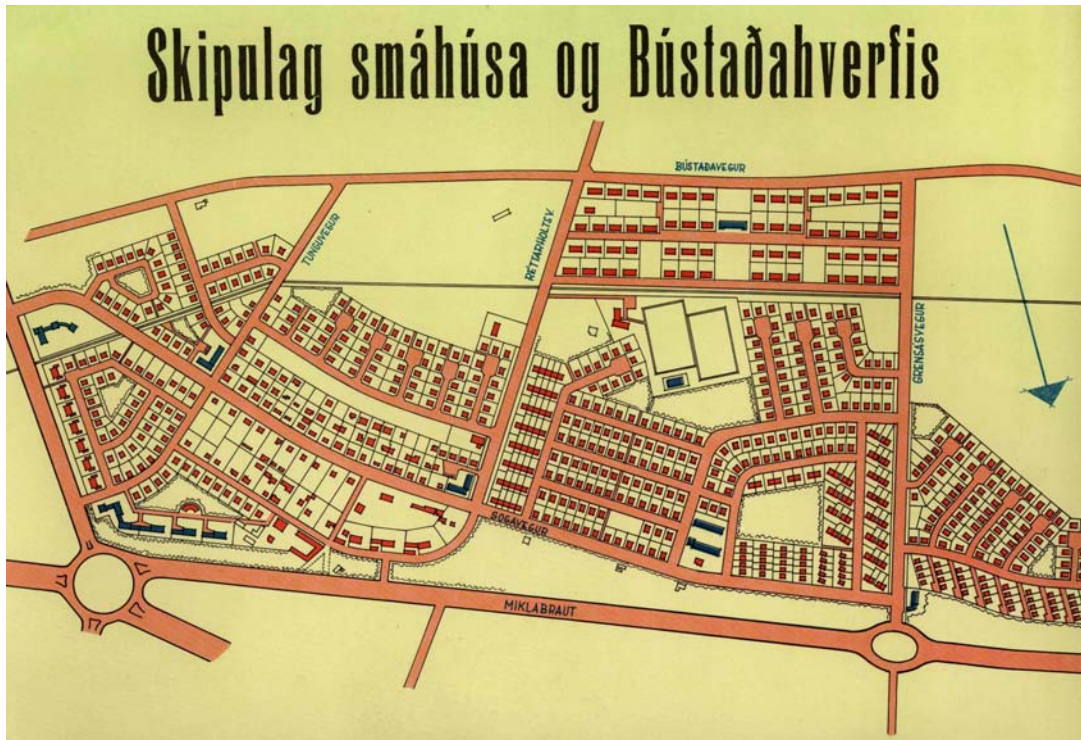 Skipulag smáhúsa og Bústaðahverfis
BÚSTAÐAVEGUR
TUNGUVEGUR
RÉTTARHOLTSV.
GRENSÁSVEGUR
SOGAVEGUR
MIKLABRAUT